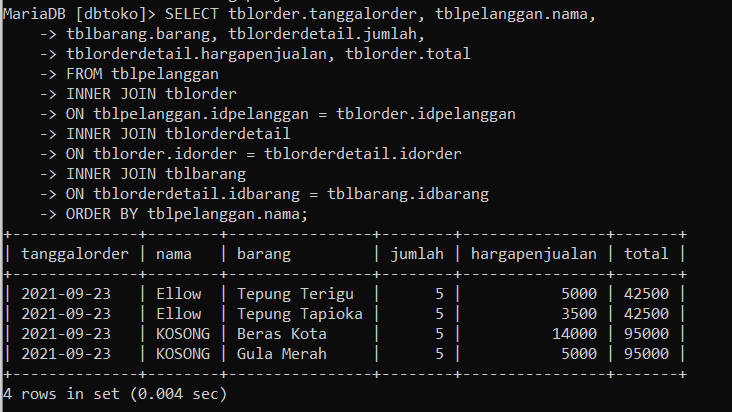 MariaDB [dbtoko]> SELECT tblorder.tanggalorder, tblpelanggan.nama,
    -> tblbarang.barang, tblorderdetail.jumlah,
    -> tblorderdetail.hargapenjualan, tblorder.total
    -> FROM tblpelanggan
    -> INNER JOIN tblorder
    -> ON tblpelanggan.idpelanggan = tblorder.idpelanggan
    -> INNER JOIN tblorderdetail
    -> ON tblorder.idorder = tblorderdetail.idorder
    -> INNER JOIN tblbarang
    -> ON tblorderdetail.idbarang = tblbarang.idbarang
    -> ORDER BY tblpelanggan.nama;
+--------------+--------+----------------+--------+----------------+-------+
| tanggalorder | nama   | barang         | jumlah | hargapenjualan | total |
+--------------+--------+----------------+--------+----------------+-------+
| 2021-09-23   | Ellow  | Tepung Terigu  |      5 |           5000 | 42500 |
| 2021-09-23   | Ellow  | Tepung Tapioka |      5 |           3500 | 42500 |
| 2021-09-23   | KOSONG | Beras Kota     |      5 |          14000 | 95000 |
| 2021-09-23   | KOSONG | Gula Merah     |      5 |           5000 | 95000 |
+--------------+--------+----------------+--------+----------------+-------+
4 rows in set (0.004 sec)